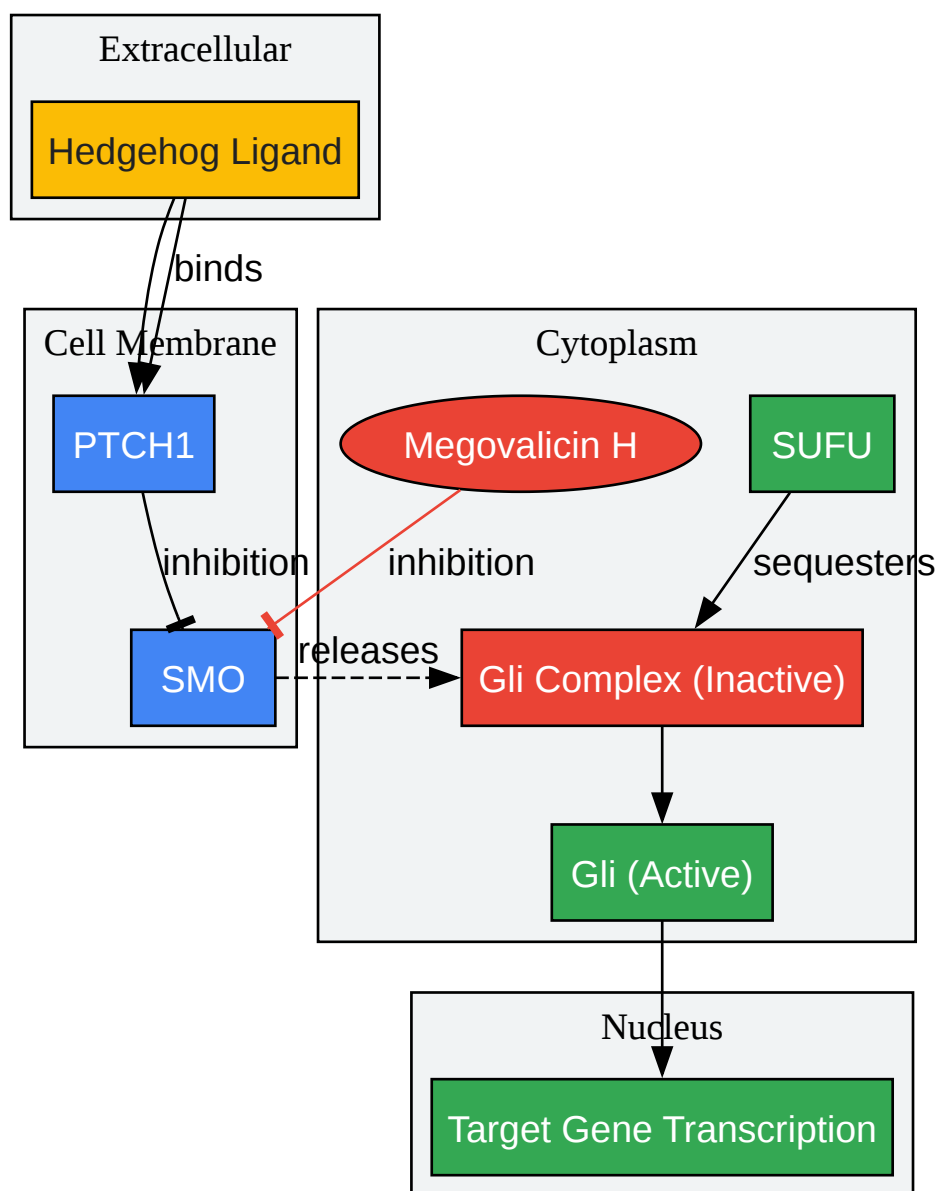 Extracellular
Hedgehog Ligand
binds
Cell Membrane
Cytoplasm
PTCH1
Megovalicin H
SUFU
inhibition
inhibition
sequesters
releases
SMO
Gli Complex (Inactive)
Gli (Active)
Nucleus
Target Gene Transcription